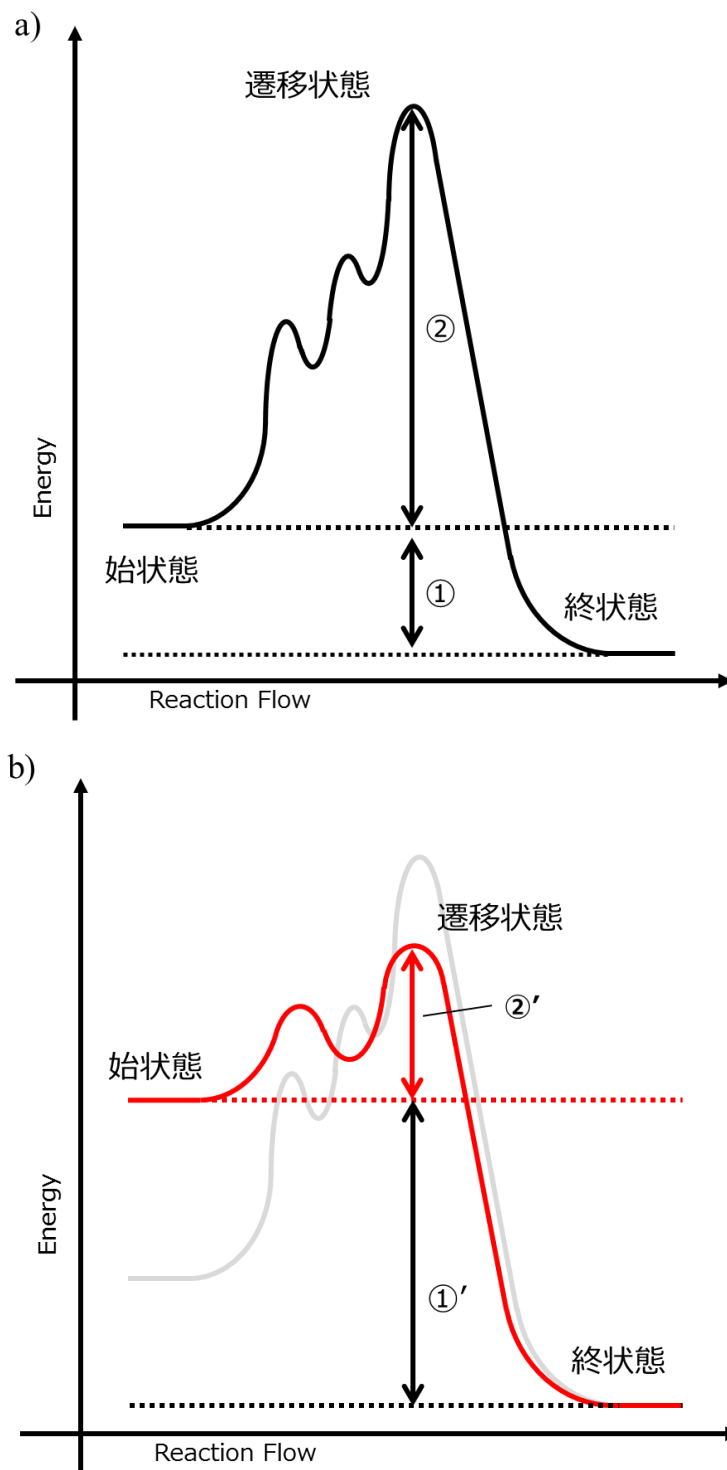 a)
遷移状態
②
Energy
始状態
①
終状態
Reaction Flow
b)
遷移状態
②′
始状態
Energy
①′
終状態
Reaction Flow